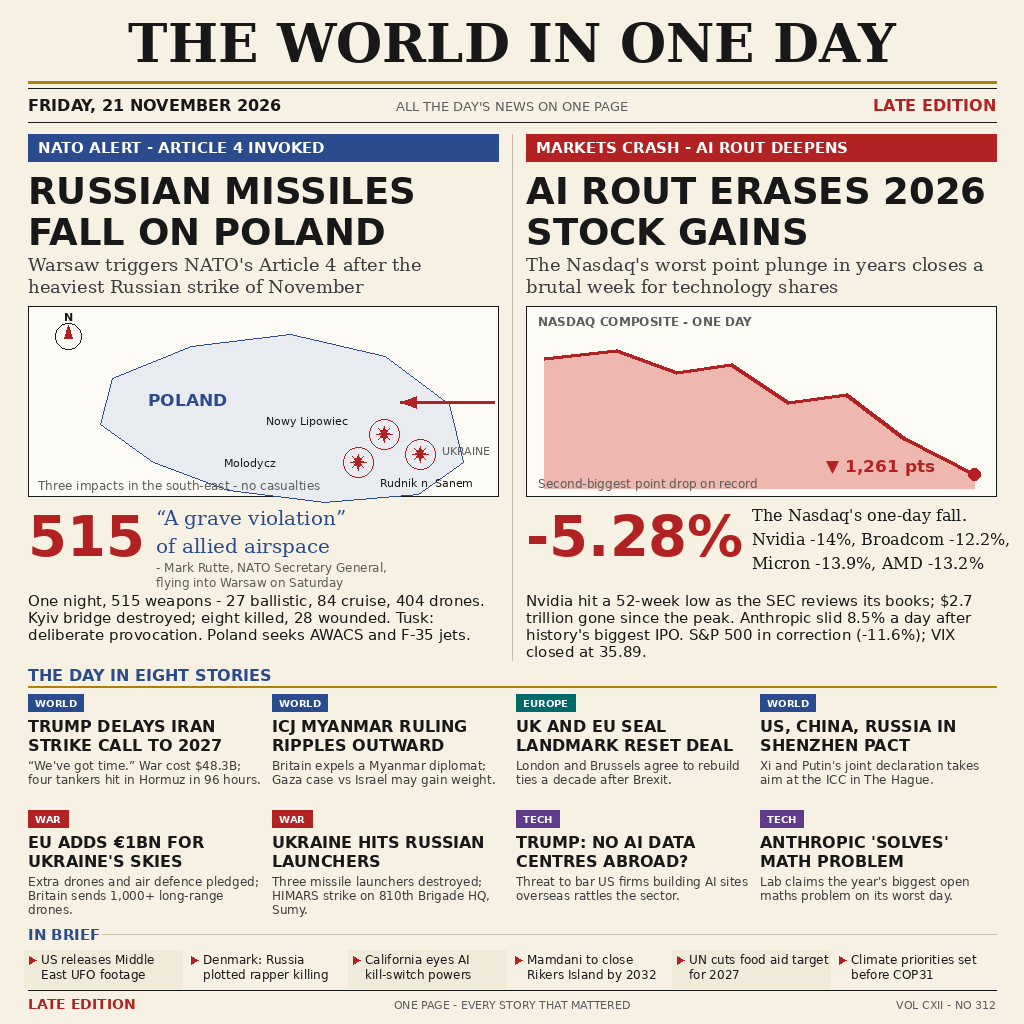 THE WORLD IN ONE DAY
FRIDAY, 21 NOVEMBER 2026
ALL THE DAY'S NEWS ON ONE PAGE
LATE EDITION
NATO ALERT - ARTICLE 4 INVOKED
RUSSIAN MISSILES
FALL ON POLAND
Warsaw triggers NATO's Article 4 after the
heaviest Russian strike of November
N
POLAND
Nowy Lipowiec
UKRAINE
Molodycz
Rudnik n. Sanem
Three impacts in the south-east - no casualties
515
“A grave violation”
of allied airspace
- Mark Rutte, NATO Secretary General,
flying into Warsaw on Saturday
One night, 515 weapons - 27 ballistic, 84 cruise, 404 drones.
Kyiv bridge destroyed; eight killed, 28 wounded. Tusk:
deliberate provocation. Poland seeks AWACS and F-35 jets.
MARKETS CRASH - AI ROUT DEEPENS
AI ROUT ERASES 2026
STOCK GAINS
The Nasdaq's worst point plunge in years closes a
brutal week for technology shares
NASDAQ COMPOSITE - ONE DAY
▼ 1,261 pts
Second-biggest point drop on record
-5.28%
The Nasdaq's one-day fall.
Nvidia -14%, Broadcom -12.2%,
Micron -13.9%, AMD -13.2%
Nvidia hit a 52-week low as the SEC reviews its books; $2.7
trillion gone since the peak. Anthropic slid 8.5% a day after
history's biggest IPO. S&P 500 in correction (-11.6%); VIX
closed at 35.89.
THE DAY IN EIGHT STORIES
WORLD
TRUMP DELAYS IRAN
STRIKE CALL TO 2027
“We've got time.” War cost $48.3B;
four tankers hit in Hormuz in 96 hours.
WORLD
ICJ MYANMAR RULING
RIPPLES OUTWARD
Britain expels a Myanmar diplomat;
Gaza case vs Israel may gain weight.
EUROPE
UK AND EU SEAL
LANDMARK RESET DEAL
London and Brussels agree to rebuild
ties a decade after Brexit.
WORLD
US, CHINA, RUSSIA IN
SHENZHEN PACT
Xi and Putin's joint declaration takes
aim at the ICC in The Hague.
WAR
EU ADDS €1BN FOR
UKRAINE'S SKIES
Extra drones and air defence pledged;
Britain sends 1,000+ long-range
drones.
WAR
UKRAINE HITS RUSSIAN
LAUNCHERS
Three missile launchers destroyed;
HIMARS strike on 810th Brigade HQ,
Sumy.
TECH
TRUMP: NO AI DATA
CENTRES ABROAD?
Threat to bar US firms building AI sites
overseas rattles the sector.
TECH
ANTHROPIC 'SOLVES'
MATH PROBLEM
Lab claims the year's biggest open
maths problem on its worst day.
IN BRIEF
US releases Middle
East UFO footage
Denmark: Russia
plotted rapper killing
California eyes AI
kill-switch powers
Mamdani to close
Rikers Island by 2032
UN cuts food aid target
for 2027
Climate priorities set
before COP31
LATE EDITION
ONE PAGE - EVERY STORY THAT MATTERED
VOL CXII - NO 312